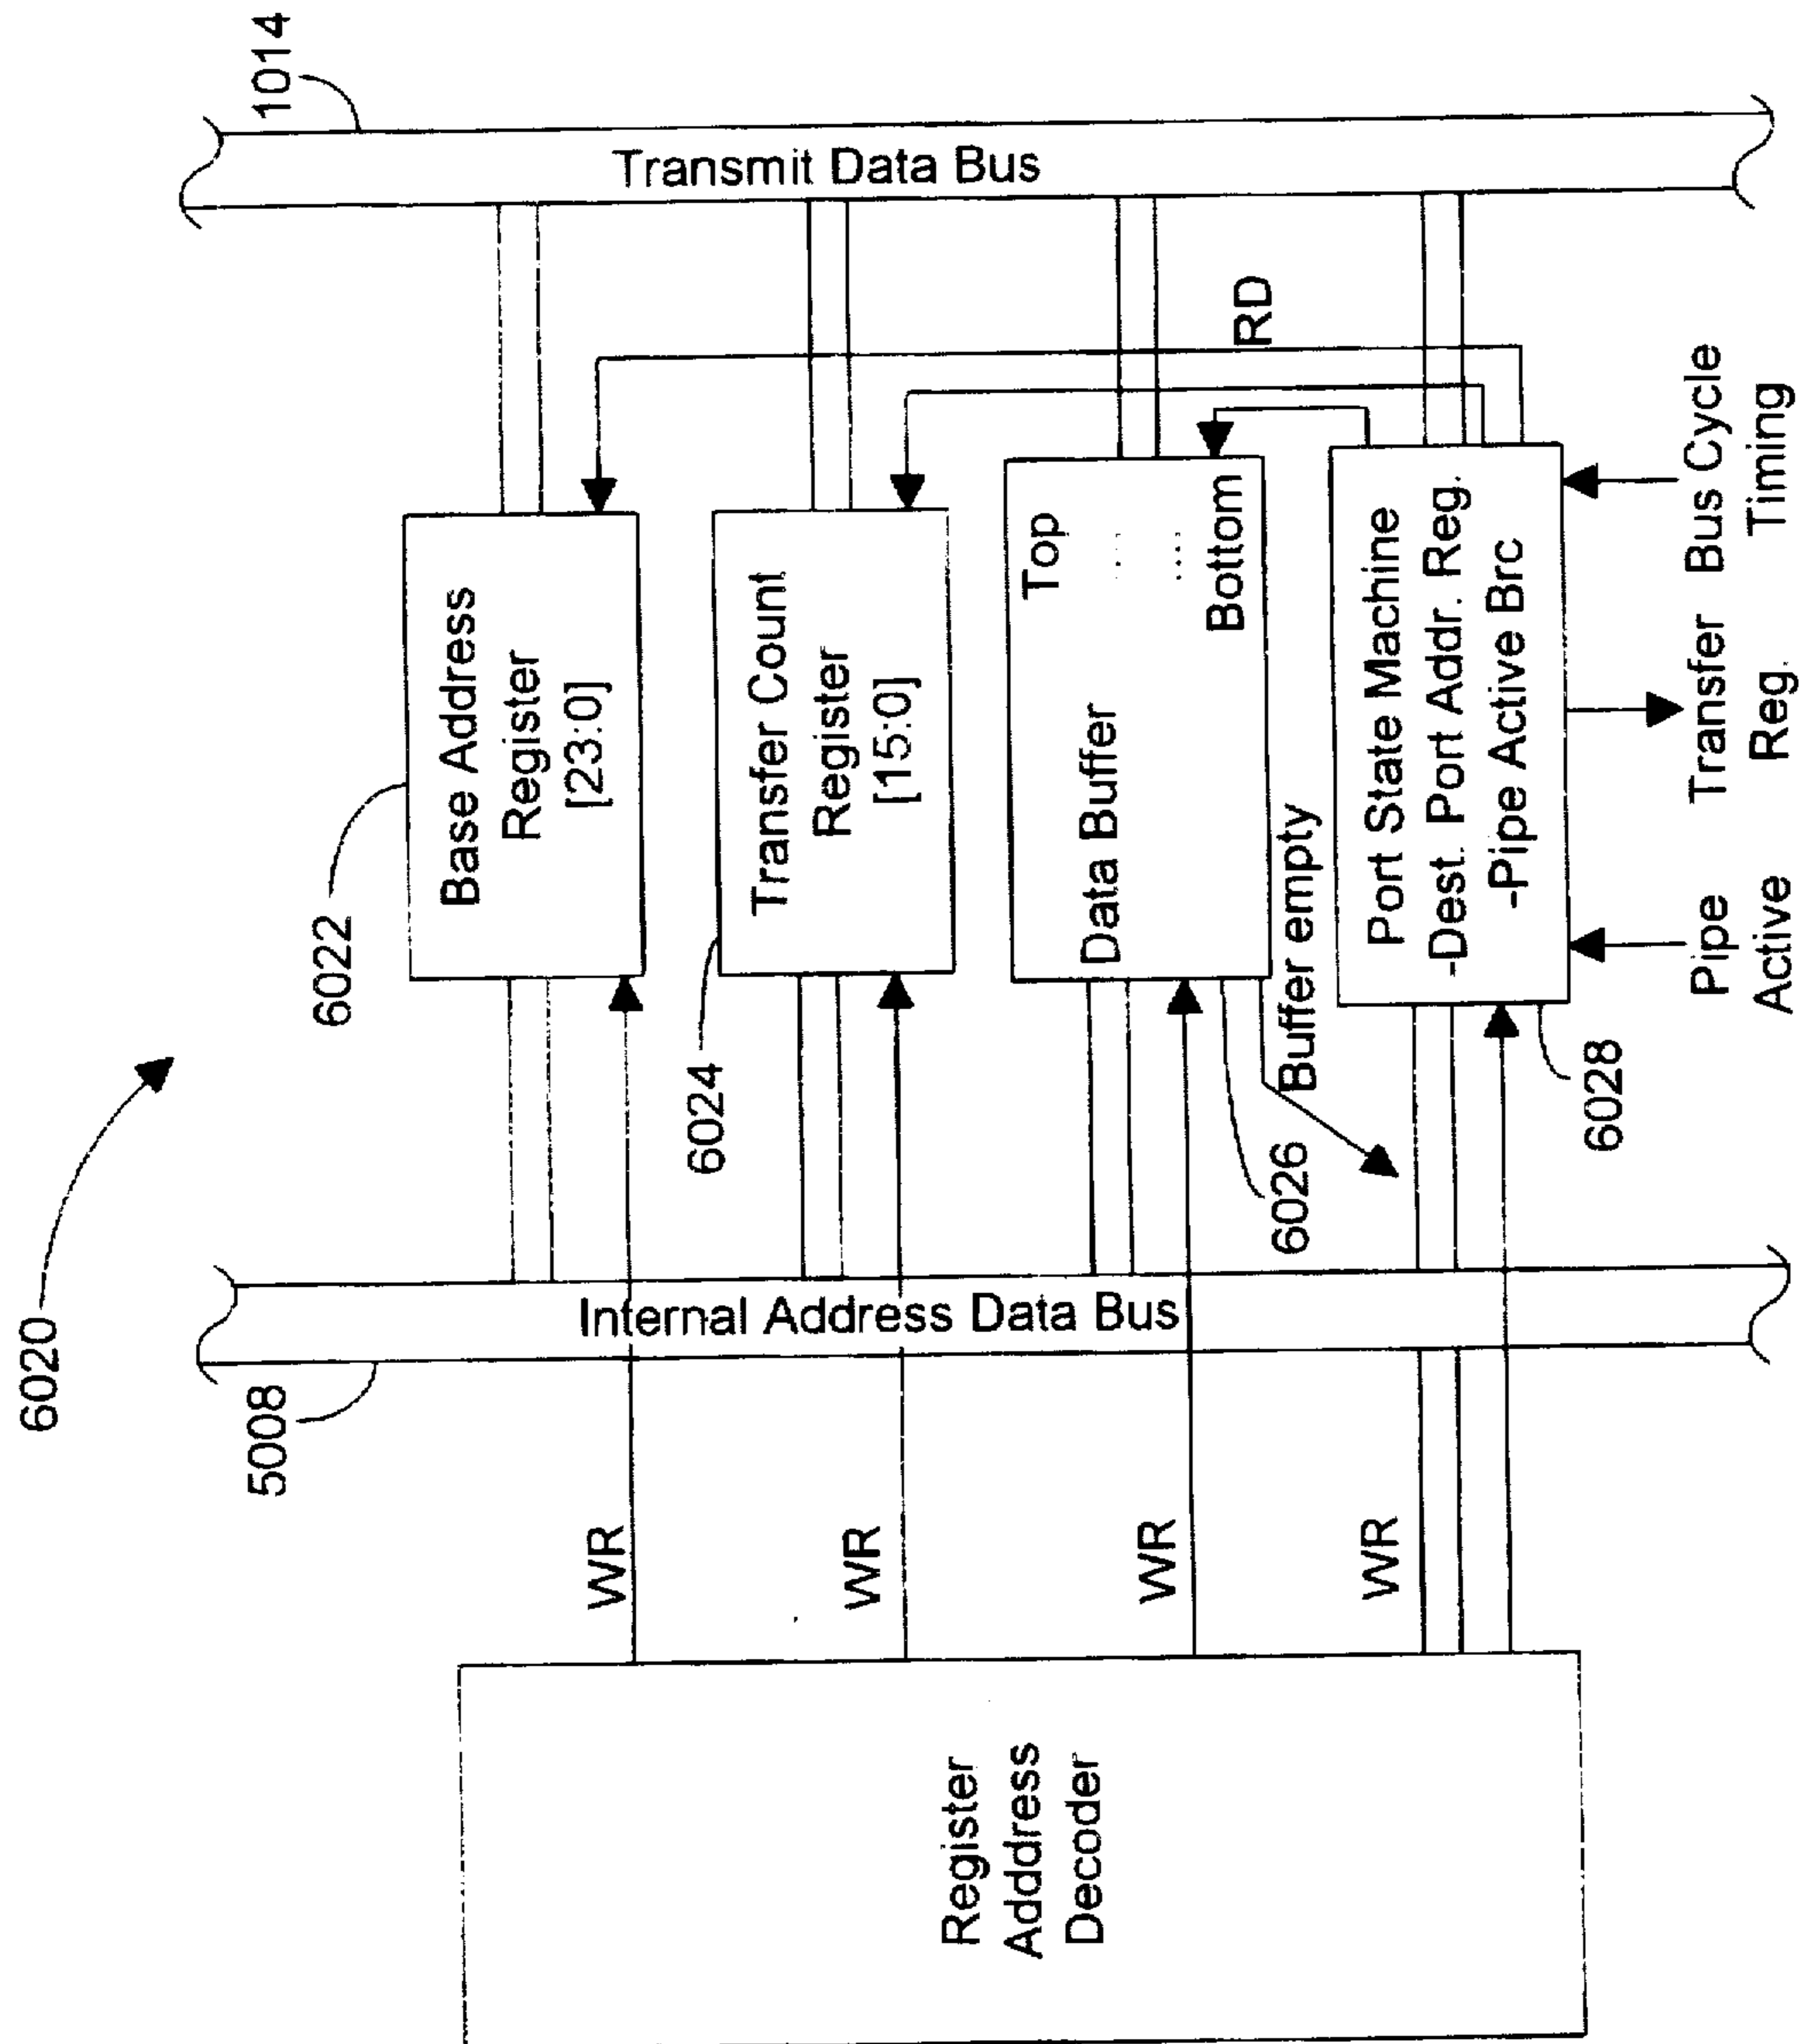 6020
5008
1014
Internal Address Data Bus
Transmit Data Bus
6022
Base Address
Register
[23:0]
WR
6024
Transfer Count
Register
[15:0]
WR
Register
Address
Decoder
Data Buffer
Top
Bottom
WR
RD
6026
Buffer empty
WR
Port State Machine
-Dest. Port Addr. Reg.
-Pipe Active Brc
6028
Pipe
Active
Transfer
Reg.
Bus Cycle
Timing